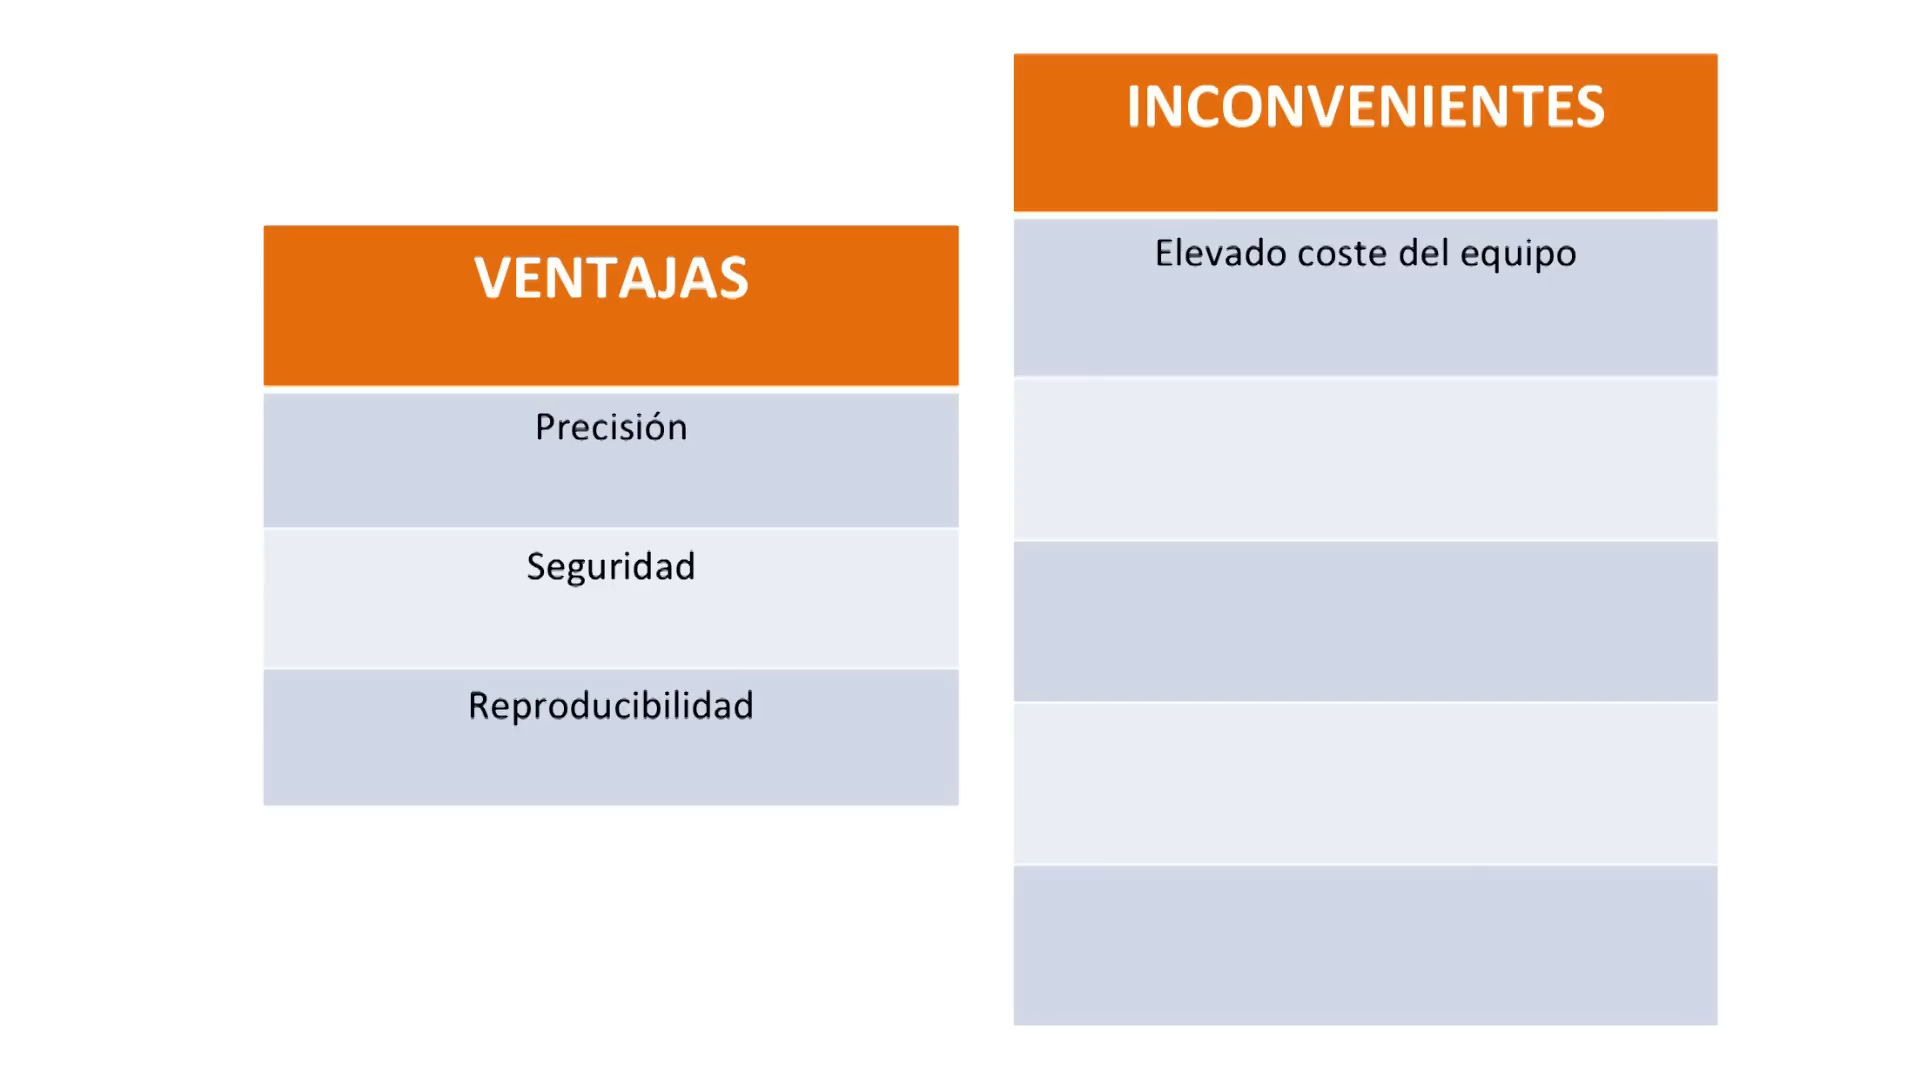 VENTAJAS
Precisión
Seguridad
Reproducibilidad
INCONVENIENTES
Elevado coste del equipo